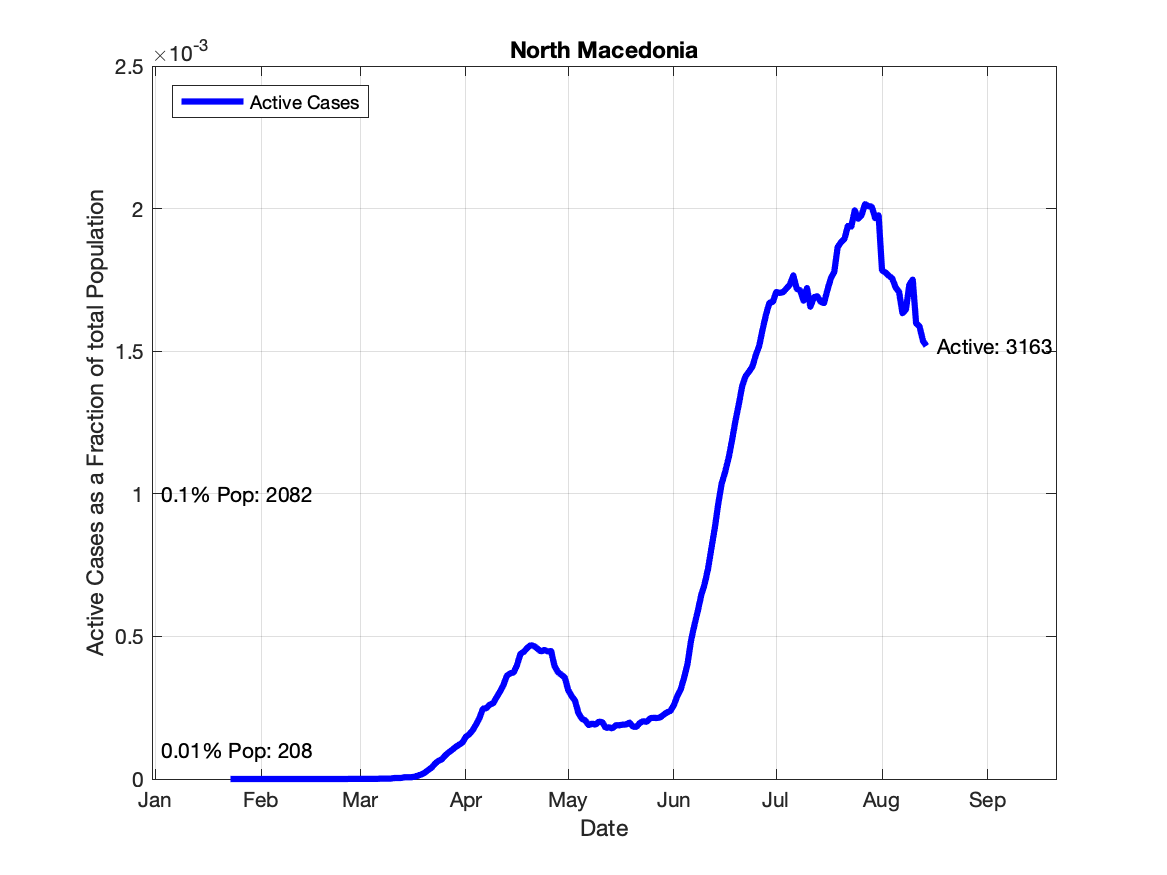 North Macedonia
×10-3
Active Cases
2.5
2
1.5
1
0.5
0
Active Cases as a Fraction of total Population
Active: 3163
0.1% Pop: 2082
0.01% Pop: 208
Jan Feb Mar Apr May Jun Jul Aug Sep
Date